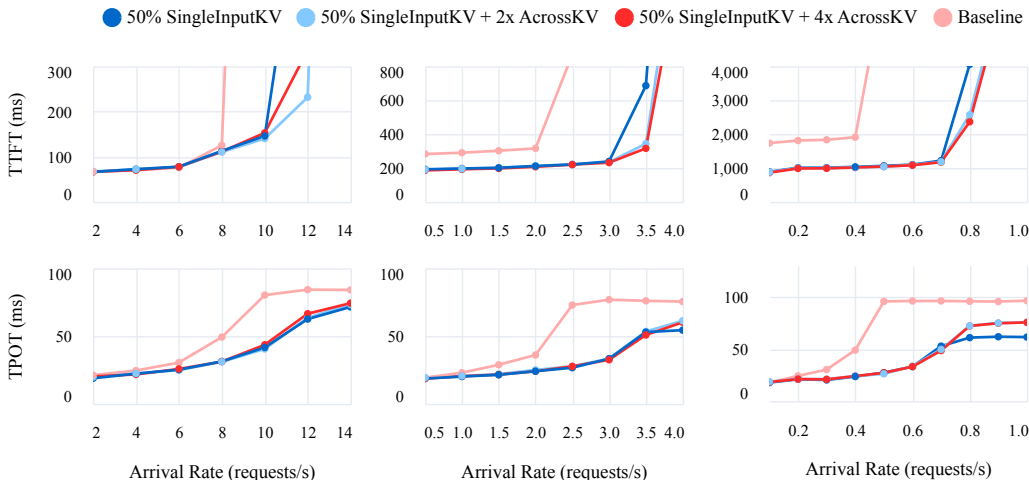 50% SingleInputKV 50% SingleInputKV + 2x AcrossKV 50% SingleInputKV + 4x AcrossKV Baseline
TTFT (ms)
300
200
100
0
2 4 6 8 10 12 14
800
600
400
200
0
0.5 1.0 1.5 2.0 2.5 3.0 3.5 4.0
4,000
3,000
2,000
1,000
0
0.2 0.4 0.6 0.8 1.0
TPOT (ms)
100
50
0
2 4 6 8 10 12 14
Arrival Rate (requests/s)
100
50
0
0.5 1.0 1.5 2.0 2.5 3.0 3.5 4.0
Arrival Rate (requests/s)
100
50
0
0.2 0.4 0.6 0.8 1.0
Arrival Rate (requests/s)